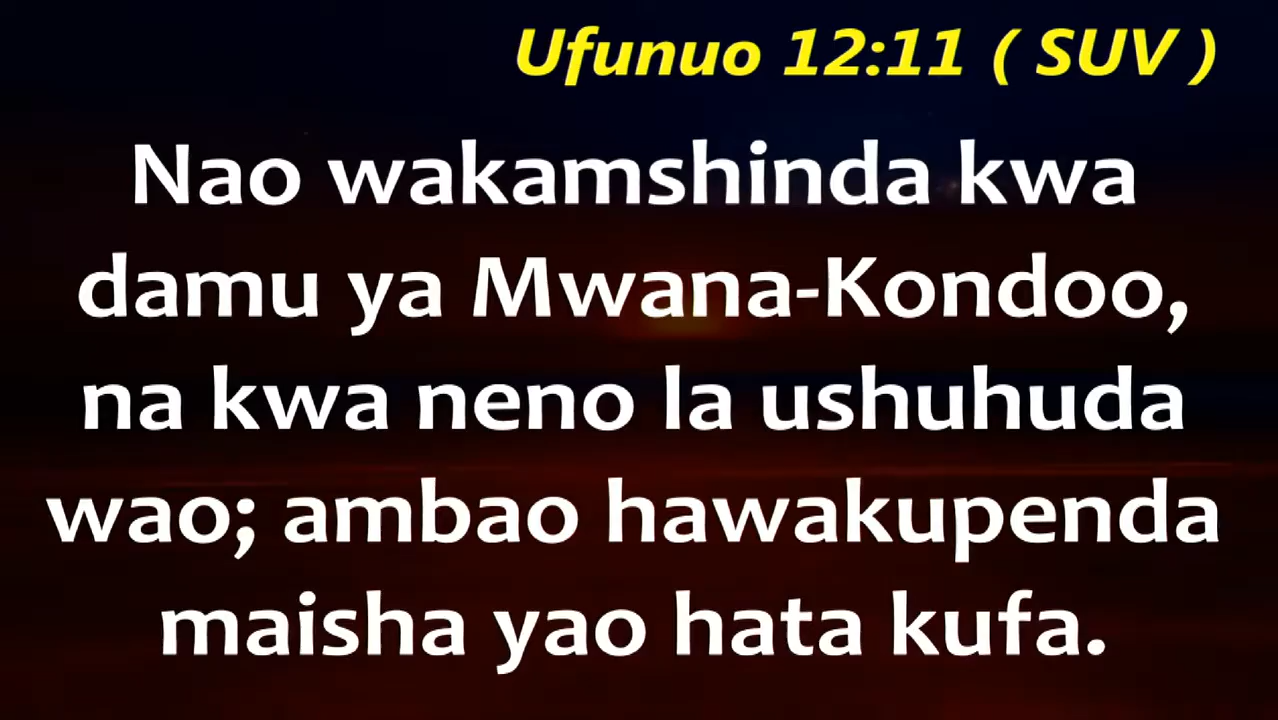 Ufunuo 12:11 ( SUV )
Nao wakamshinda kwa
damu ya Mwana-Kondoo,
na kwa neno la ushuhuda
wao; ambao hawakupenda
maisha yao hata kufa.